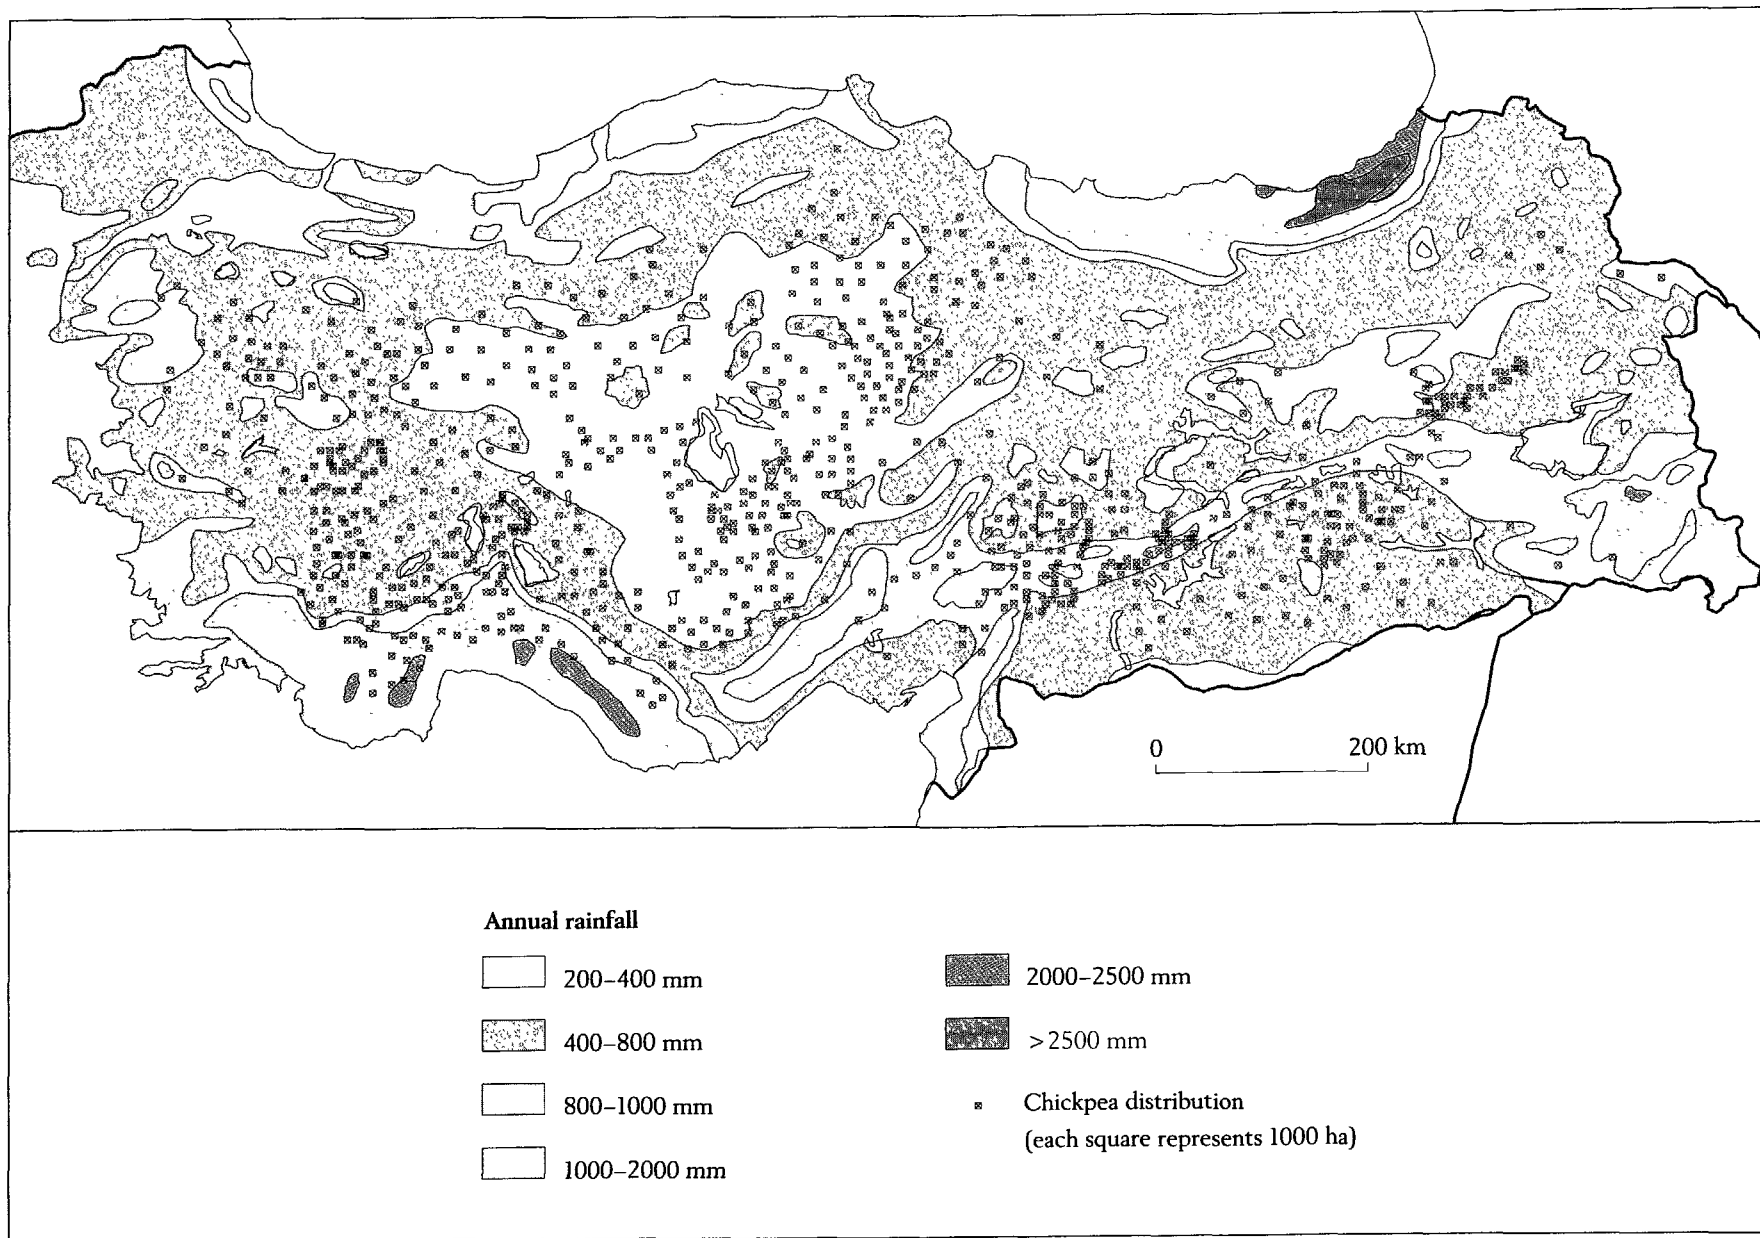 0 200 km
Annual rainfall
200–400 mm
400–800 mm
800–1000 mm
1000–2000 mm
2000–2500 mm
>2500 mm
Chickpea distribution
(each square represents 1000 ha)